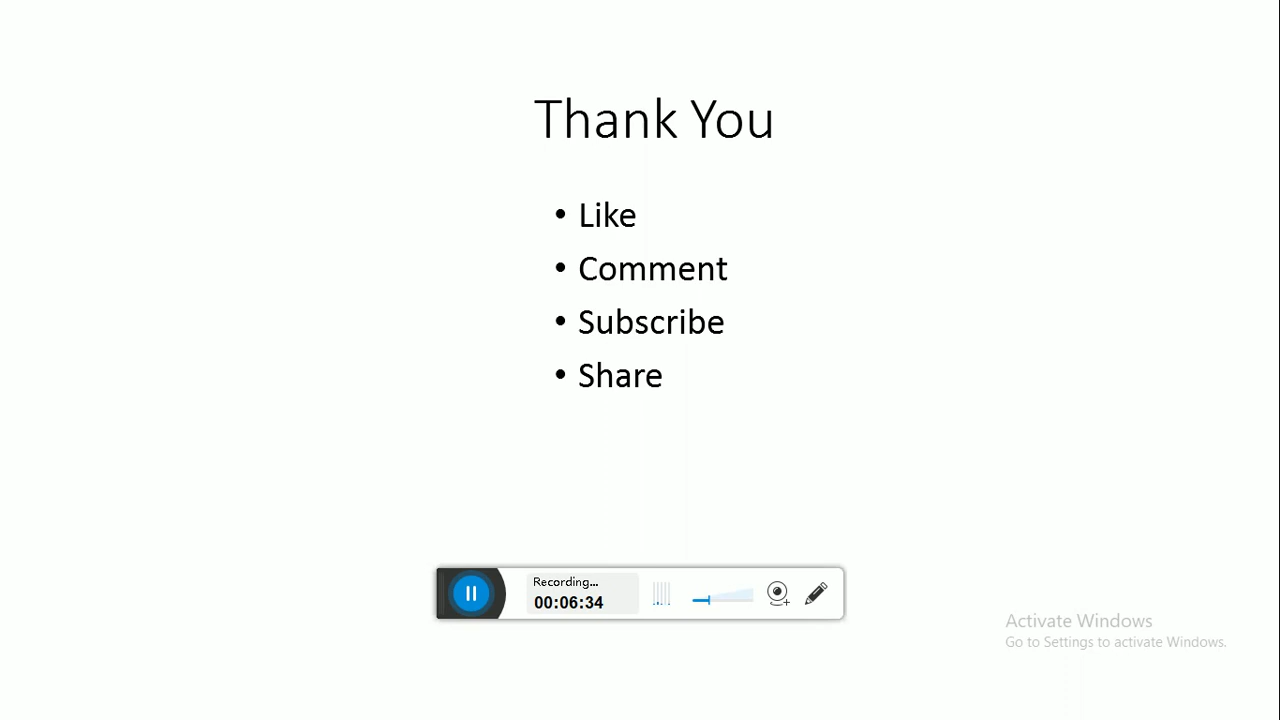 Thank You
• Like
• Comment
• Subscribe
• Share
Recording...
00:06:34
Activate Windows
Go to Settings to activate Windows.